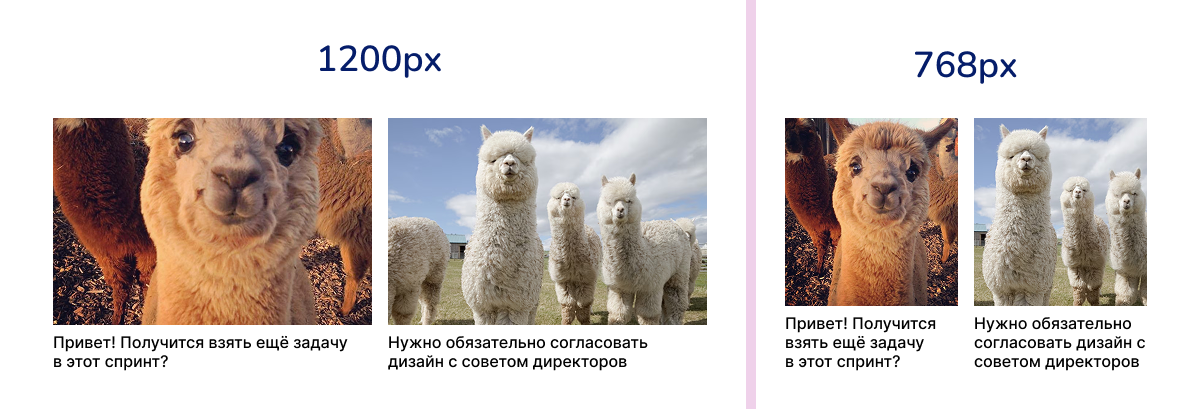 1200px
Привет! Получится взять ещё задачу
в этот спринт?
Нужно обязательно согласовать
дизайн с советом директоров
768px
Привет! Получится
взять ещё задачу
в этот спринт?
Нужно обязательно
согласовать дизайн с
советом директоров